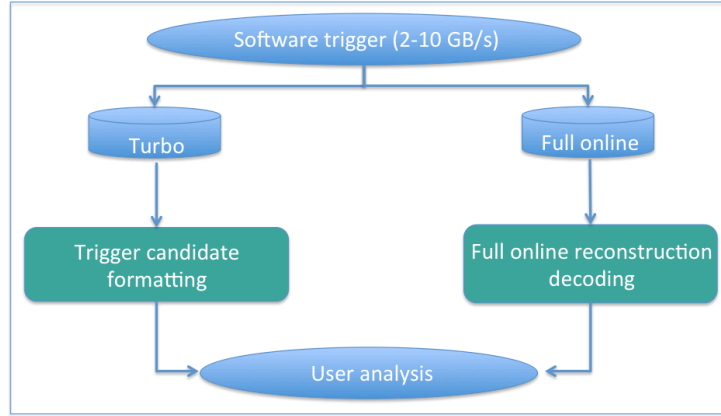 Software trigger (2-10 GB/s)
Turbo
Full online
Trigger candidate
formatting
Full online reconstruction
decoding
User analysis